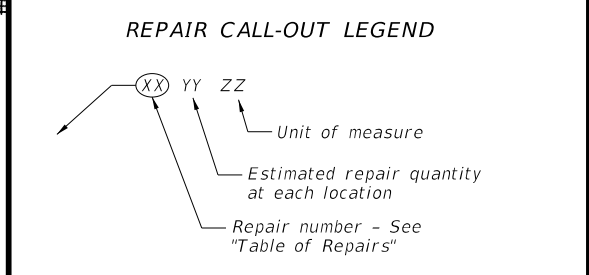 REPAIR CALL-OUT LEGEND
XX YY ZZ
Unit of measure
Estimated repair quantity
at each location
Repair number - See
"Table of Repairs"